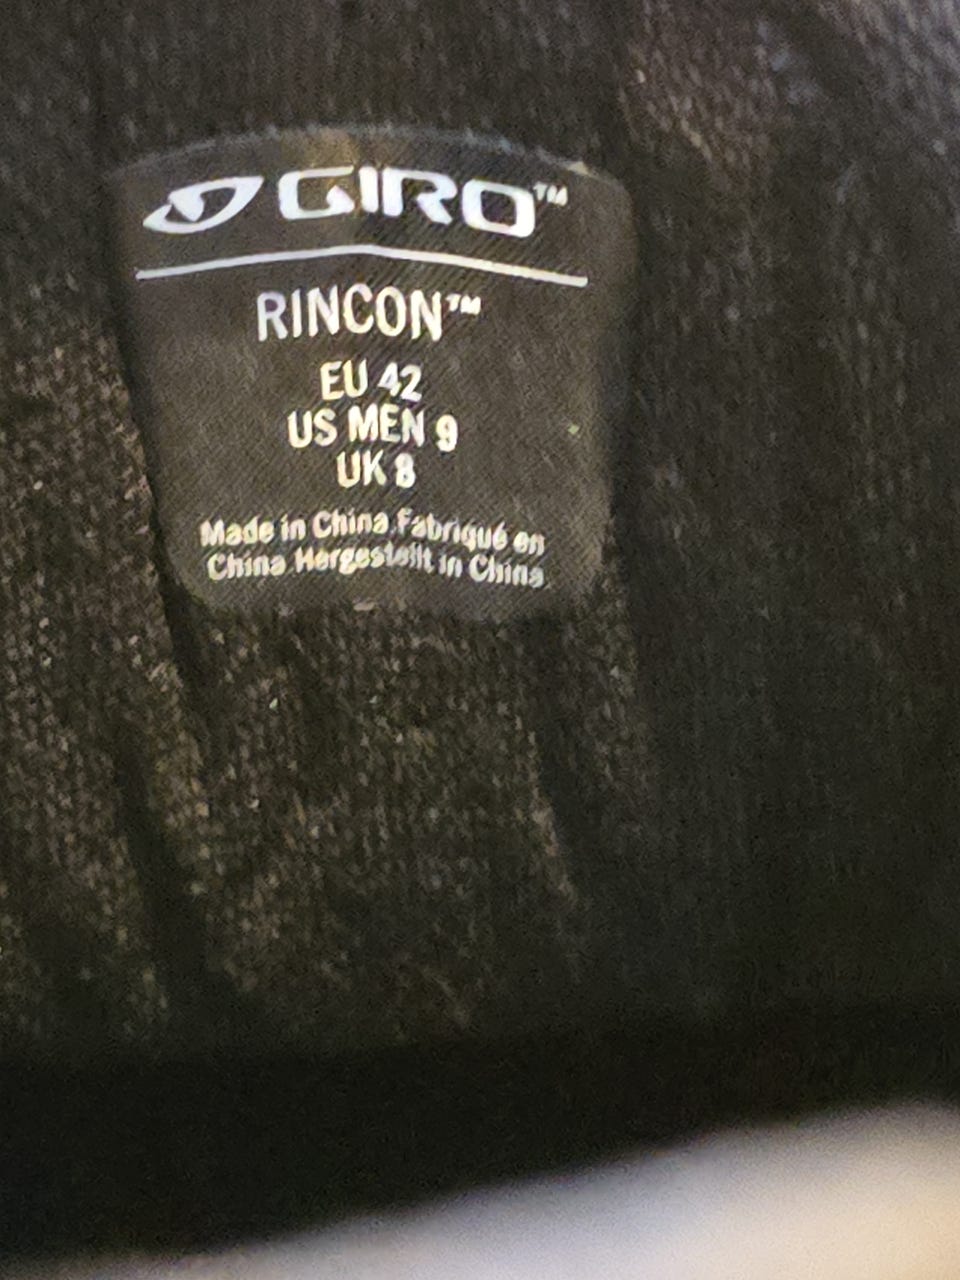 GIRO™
RINCON™
EU 42
US MEN 9
UK 8
Made in China.Fabriqué en
China.Hergestellt in China.